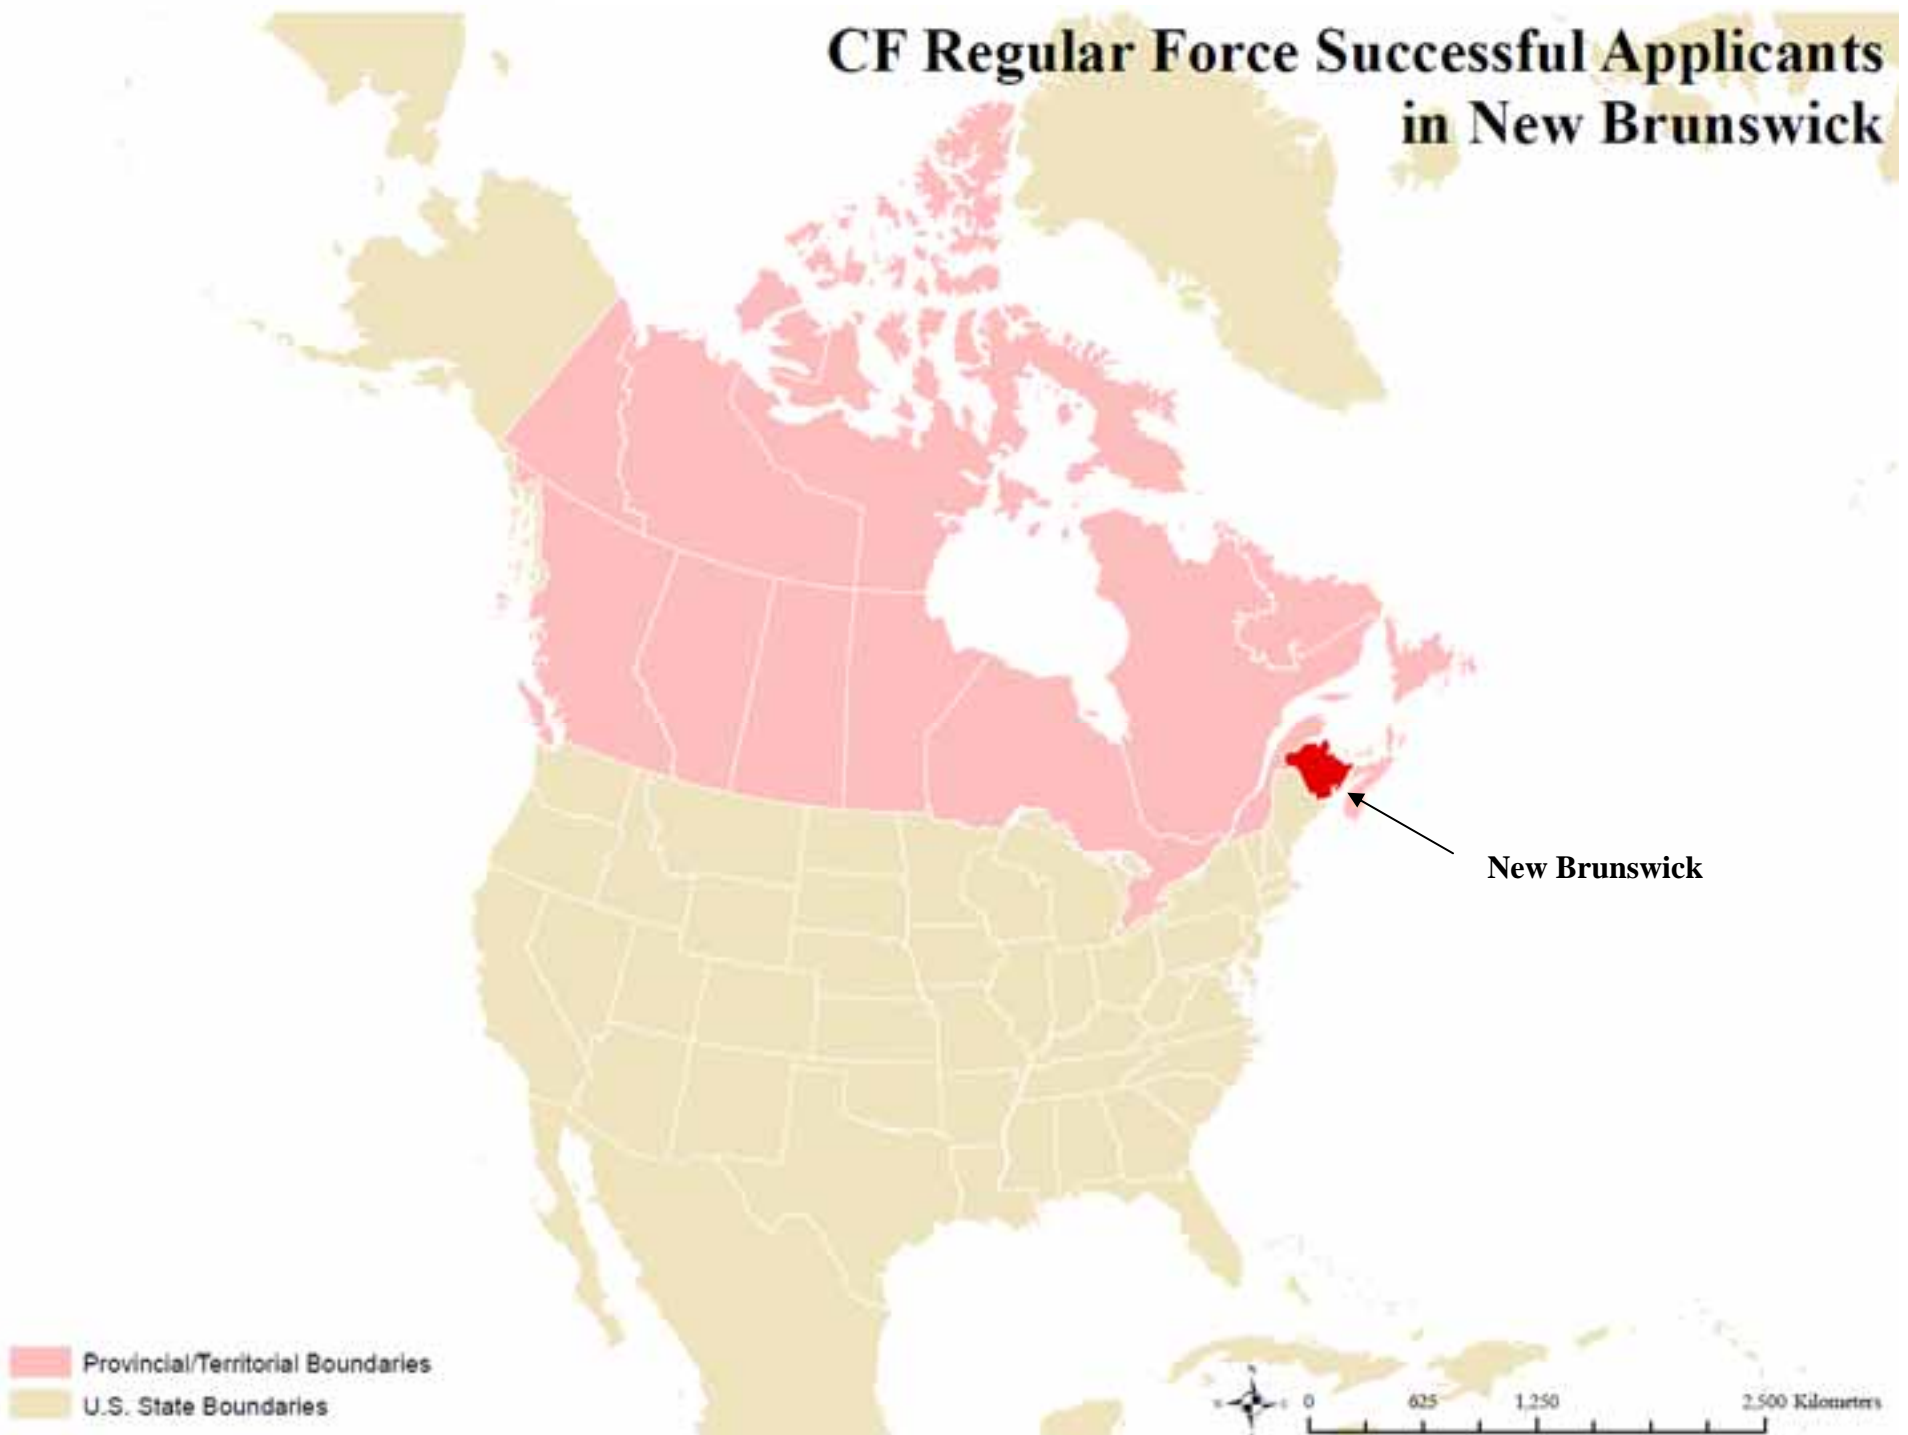 CF Regular Force Successful Applicants
in New Brunswick
New Brunswick
Provincial/Territorial Boundaries
U.S. State Boundaries
0 625 1,250 2,500 Kilometers